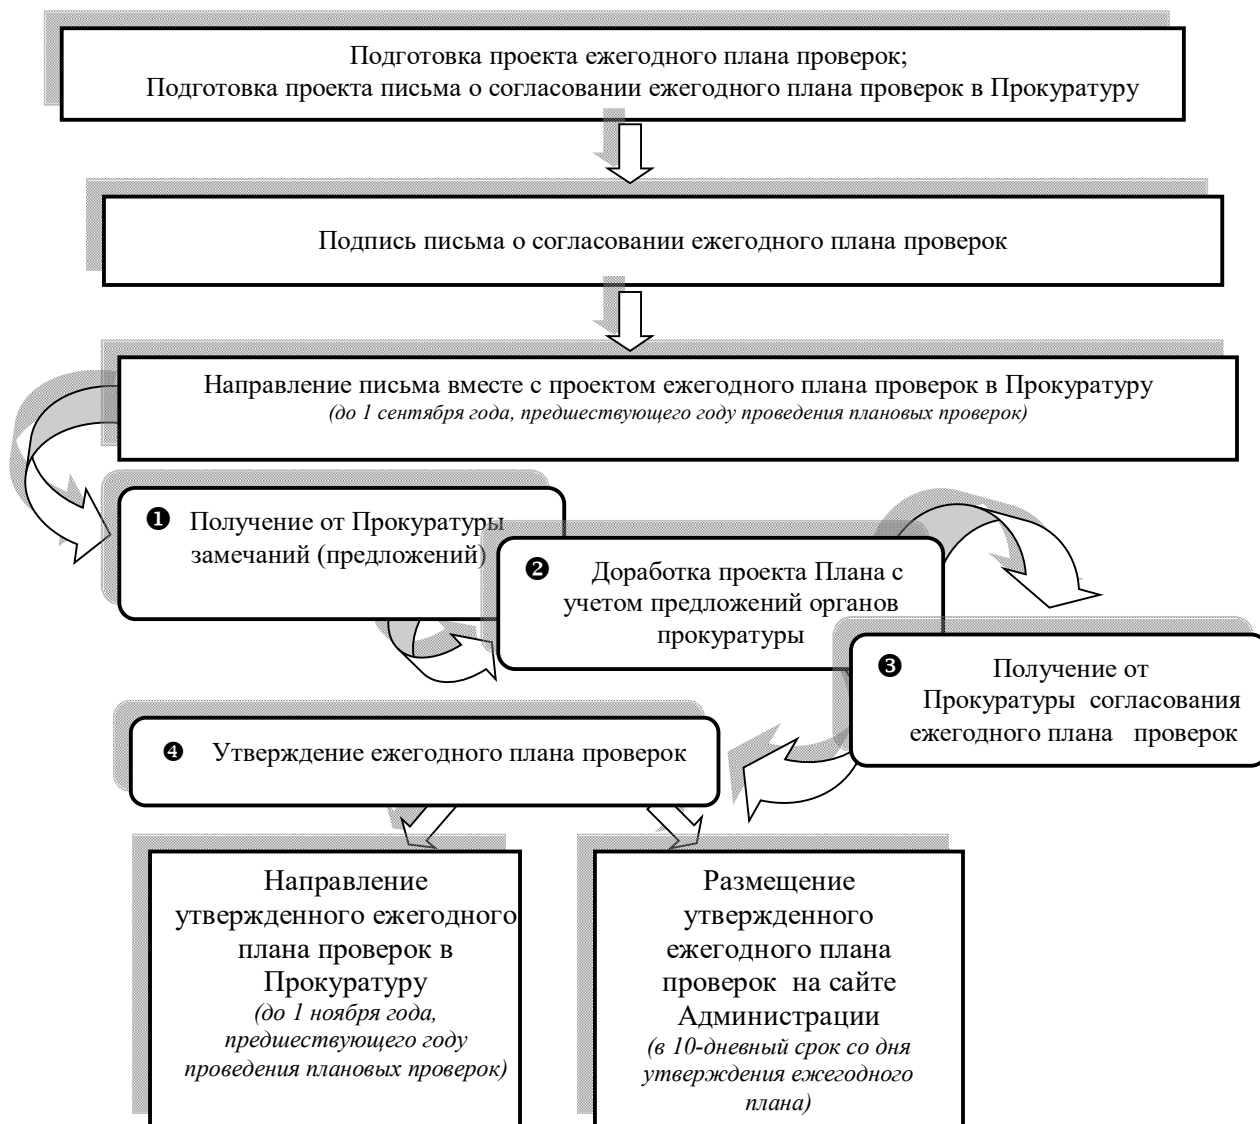 Подготовка проекта ежегодного плана проверок;
Подготовка проекта письма о согласовании ежегодного плана проверок в Прокуратуру
Подпись письма о согласовании ежегодного плана проверок
Направление письма вместе с проектом ежегодного плана проверок в Прокуратуру
(до 1 сентября года, предшествующего году проведения плановых проверок)
❶ Получение от Прокуратуры
замечаний (предложений)
❷ Доработка проекта Плана с
учетом предложений органов
прокуратуры
❸ Получение от
Прокуратуры согласования
ежегодного плана проверок
❹ Утверждение ежегодного плана проверок
Направление
утвержденного ежегодного
плана проверок в
Прокуратуру
(до 1 ноября года,
предшествующего году
проведения плановых проверок)
Размещение
утвержденного
ежегодного плана
проверок на сайте
Администрации
(в 10-дневный срок со дня
утверждения ежегодного
плана)